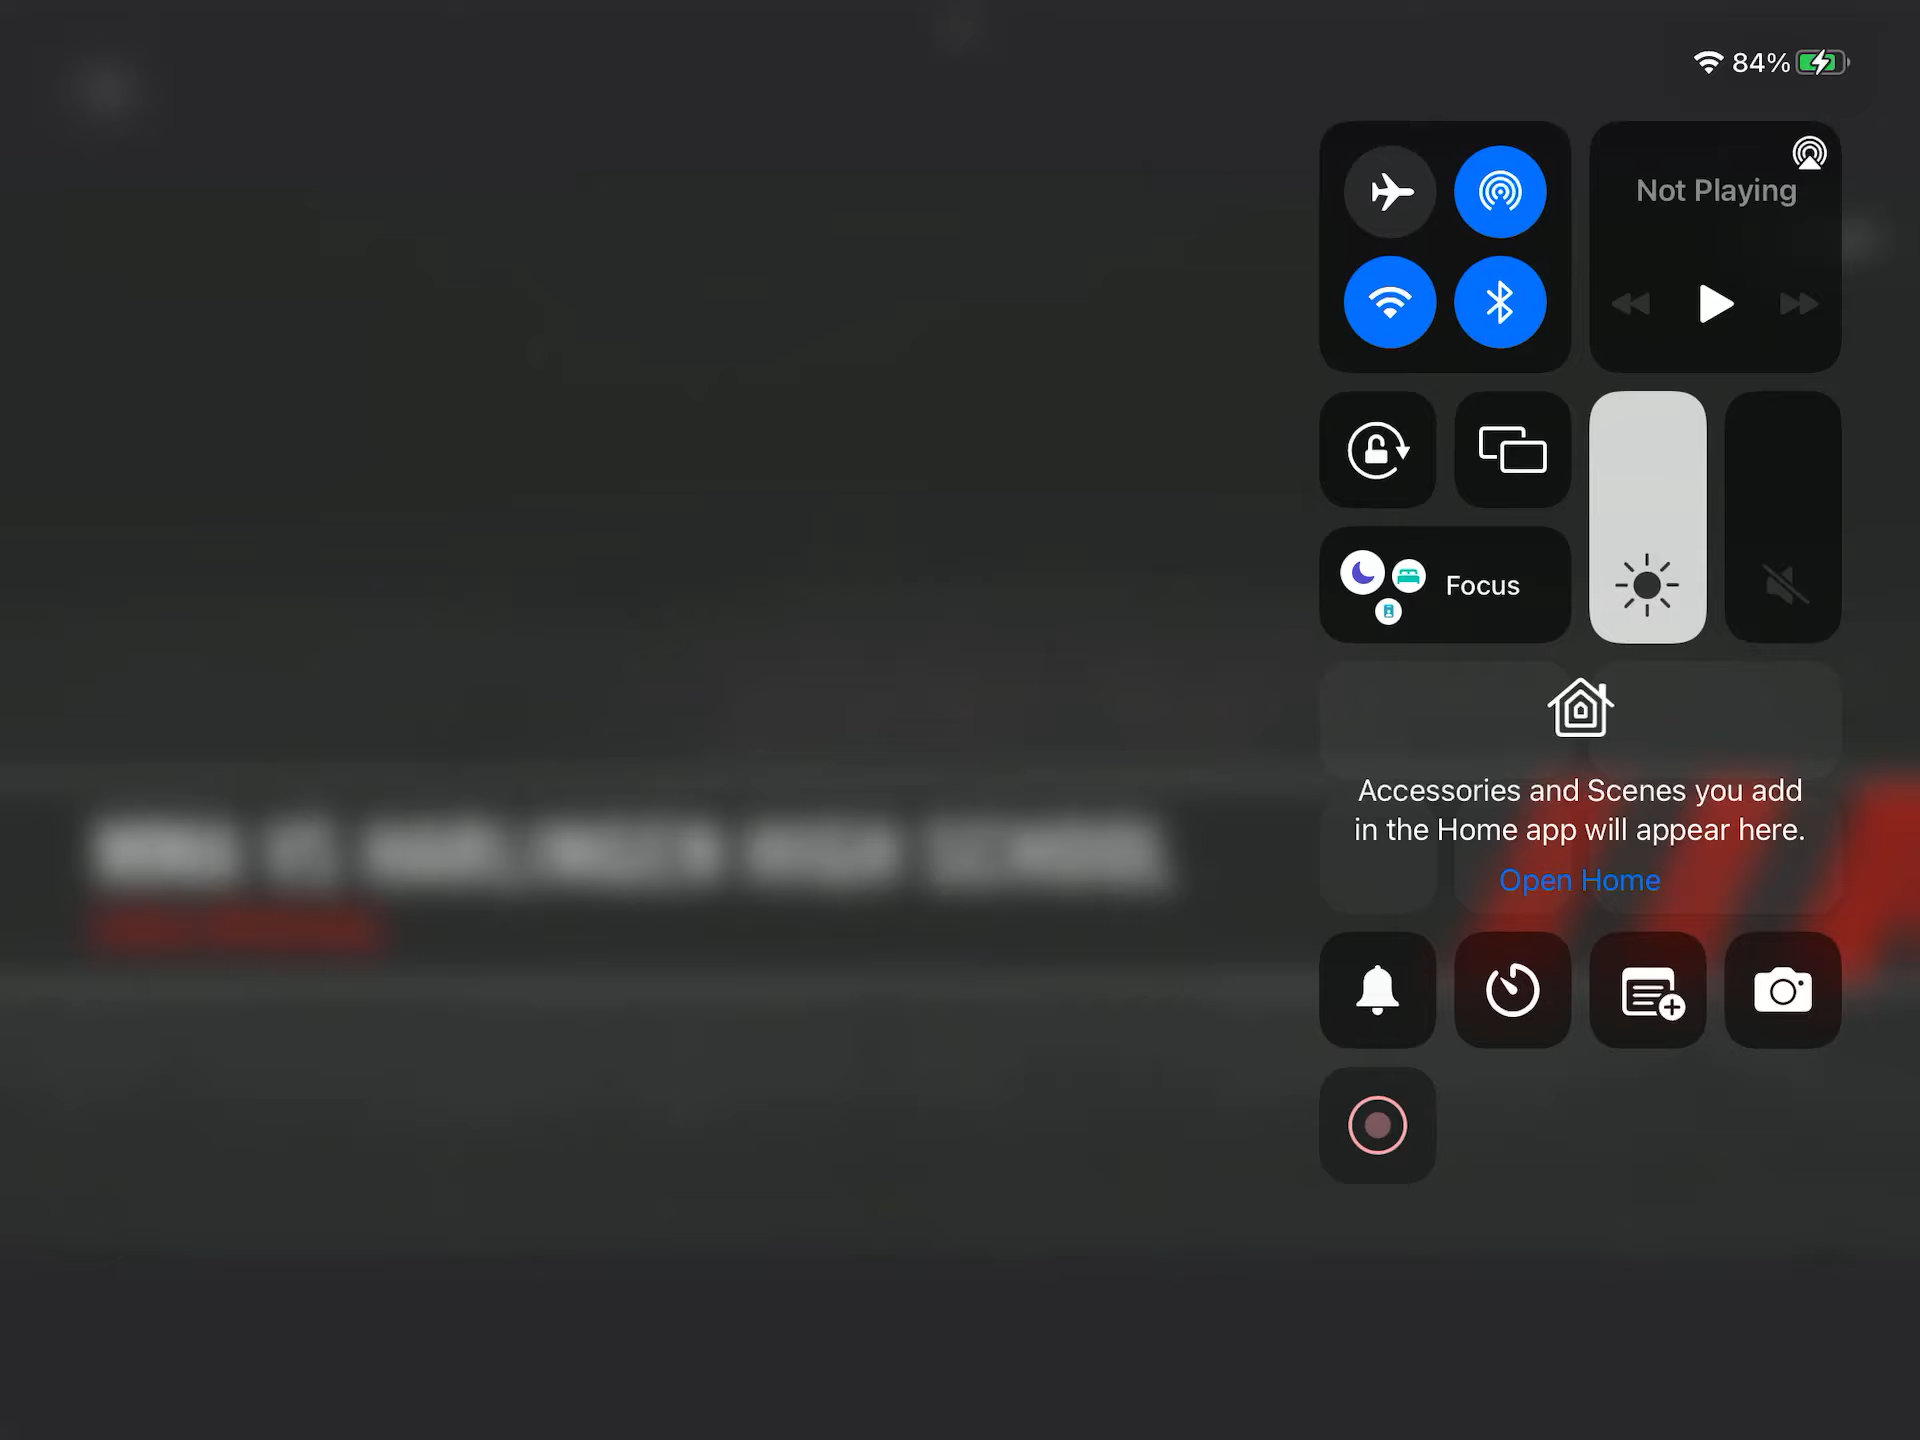 84%
Not Playing
Focus
Accessories and Scenes you add
in the Home app will appear here.
Open Home